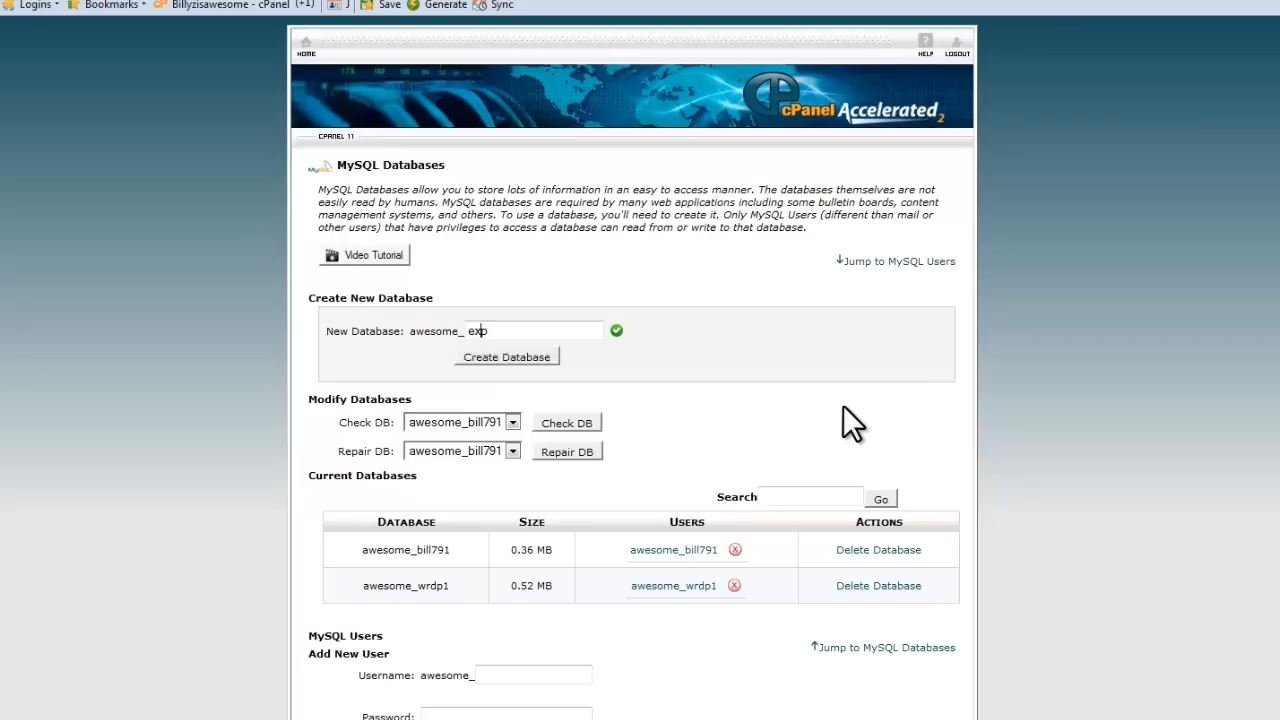 Logins Bookmarks Billyzisawesome - cPanel (+1) Save Generate Sync
HOME HELP LOGOUT
cPanel Accelerated2
CPANEL 11
MySQL Databases
MySQL Databases allow you to store lots of information in an easy to access manner. The databases themselves are not
easily read by humans. MySQL databases are required by many web applications including some bulletin boards, content
management systems, and others. To use a database, you'll need to create it. Only MySQL Users (different than mail or
other users) that have privileges to access a database can read from or write to that database.
Video Tutorial
Jump to MySQL Users
Create New Database
New Database: awesome_ exp
Create Database
Modify Databases
Check DB: awesome_bill791 Check DB
Repair DB: awesome_bill791 Repair DB
Current Databases
Search Go
DATABASE SIZE USERS ACTIONS
awesome_bill791 0.36 MB awesome_bill791 Delete Database
awesome_wrdp1 0.52 MB awesome_wrdp1 Delete Database
MySQL Users
Jump to MySQL Databases
Add New User
Username: awesome_
Password: